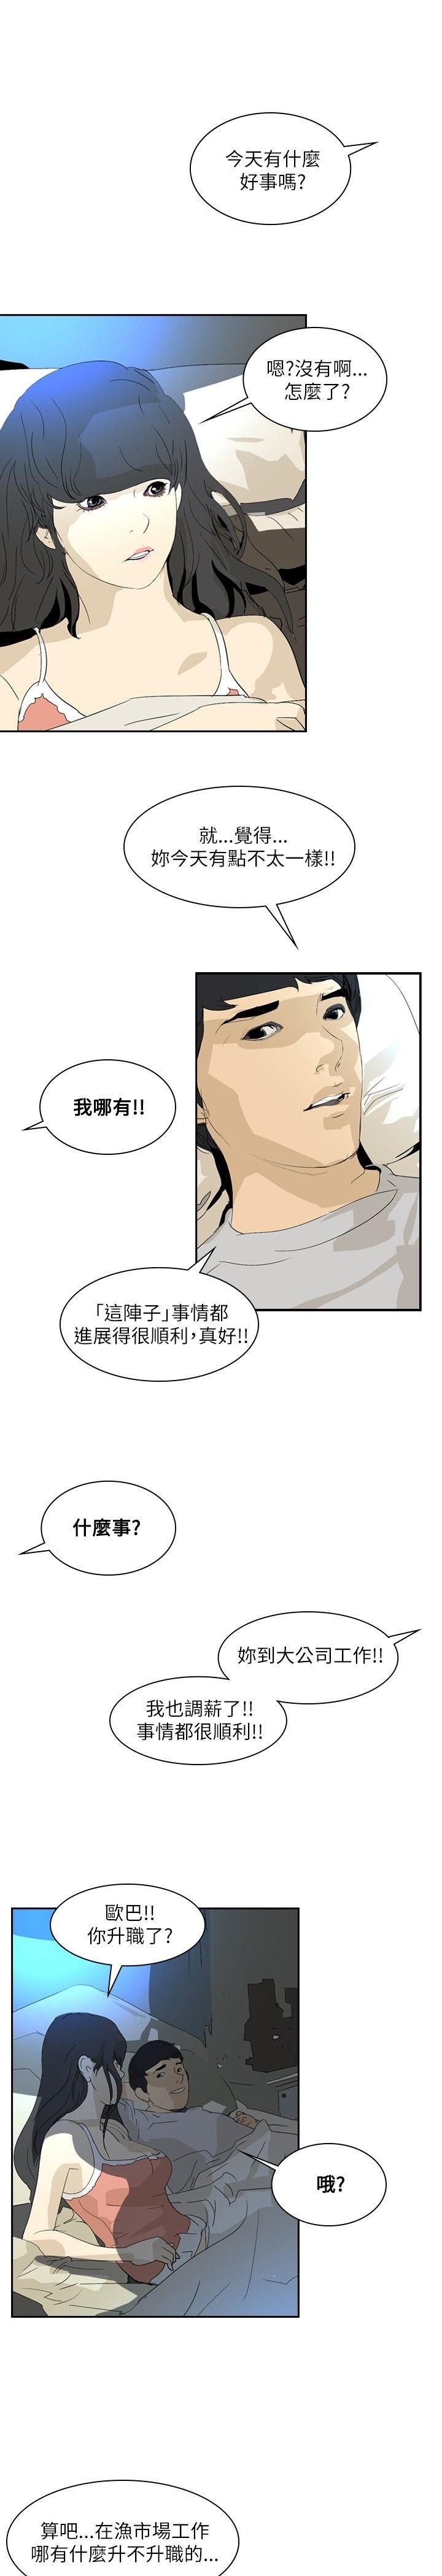 今天有什麼
好事嗎?
嗯?沒有啊...
怎麼了?
就...覺得...
妳今天有點不太一樣!!
我哪有!!
「這陣子」事情都
進展得很順利,真好!!
什麼事?
妳到大公司工作!!
我也調薪了!!
事情都很順利!!
歐巴!!
你升職了?
哦?
算吧...在漁市場工作
哪有什麼升不升職的...